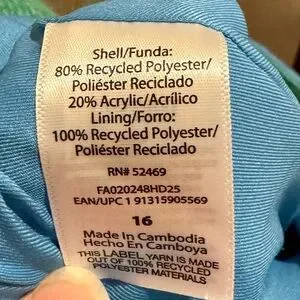 Shell/Funda:
80% Recycled Polyester/
Poliéster Reciclado
20% Acrylic/Acrílico
Lining/Forro:
100% Recycled Polyester/
Poliéster Reciclado
RN# 52469
FA020248HD25
EAN/UPC 1 91315905569
16
Made In Cambodia
Hecho En Camboya
THIS LABEL YARN IS MADE
OUT OF 100% RECYCLED
POLYESTER MATERIALS